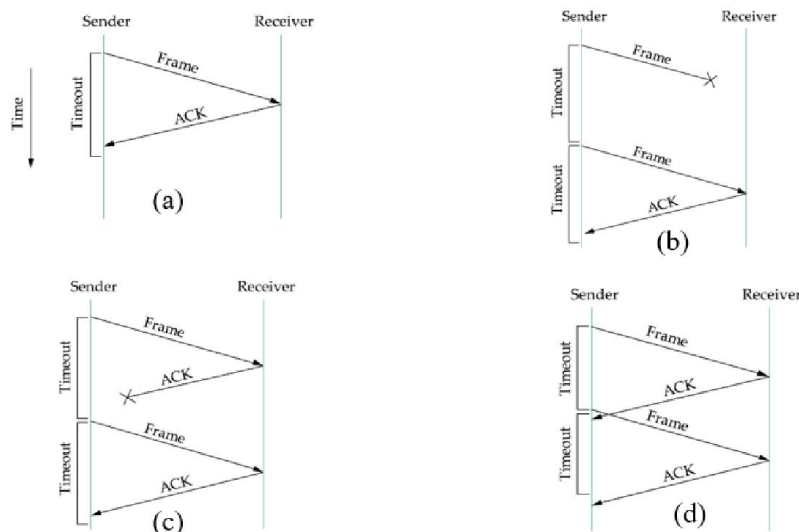 Sender Receiver
Time
Timeout
Frame
ACK
(a)
Sender Receiver
Timeout
Frame
Timeout
Frame
ACK
(b)
Sender Receiver
Timeout
Frame
ACK
Timeout
Frame
ACK
(c)
Sender Receiver
Timeout
Frame
ACK
Timeout
Frame
ACK
(d)